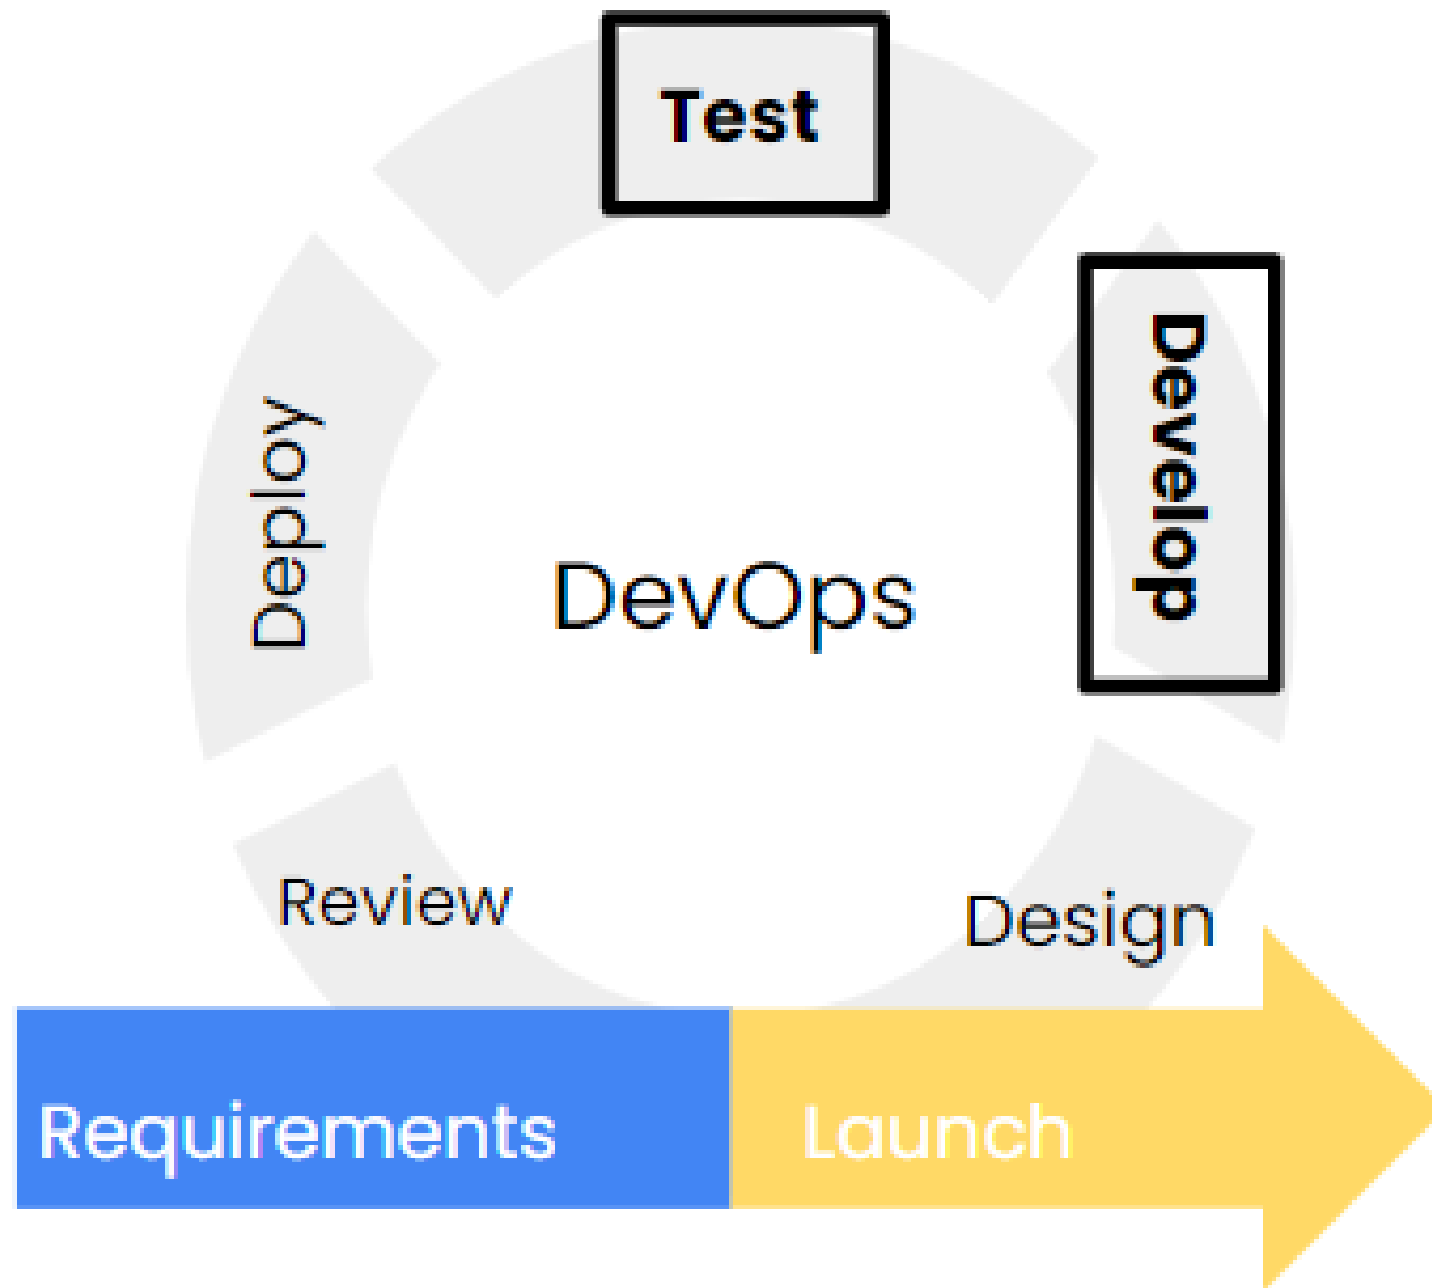 Test
Develop
Deploy
DevOps
Review
Design
Requirements
Launch